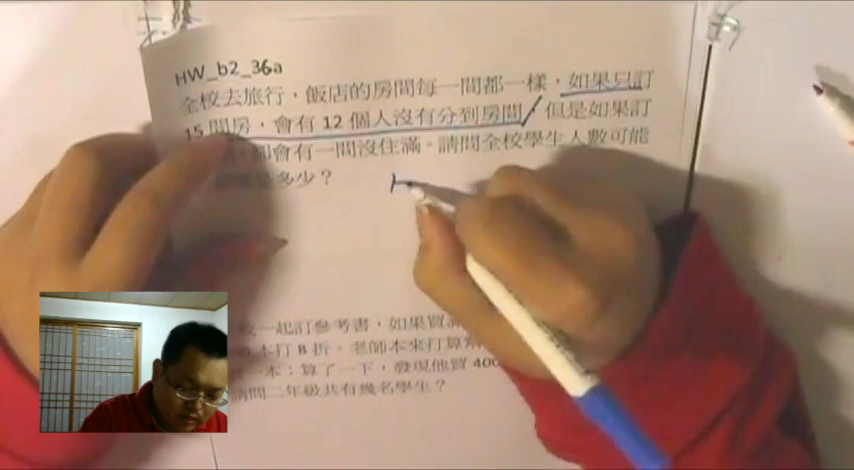 HW_b2_36a
全校去旅行，飯店的房間每一間都一樣，如果只訂
15 間房，會有 12 個人沒有分到房間，但是如果訂
都會有一間沒住滿。請問全校學生人數可能
多少？
一起訂參考書，如果買
本打 8 折。老師本來打算
一本；算了一下，發現他買 400
請問二年級共有幾名學生？